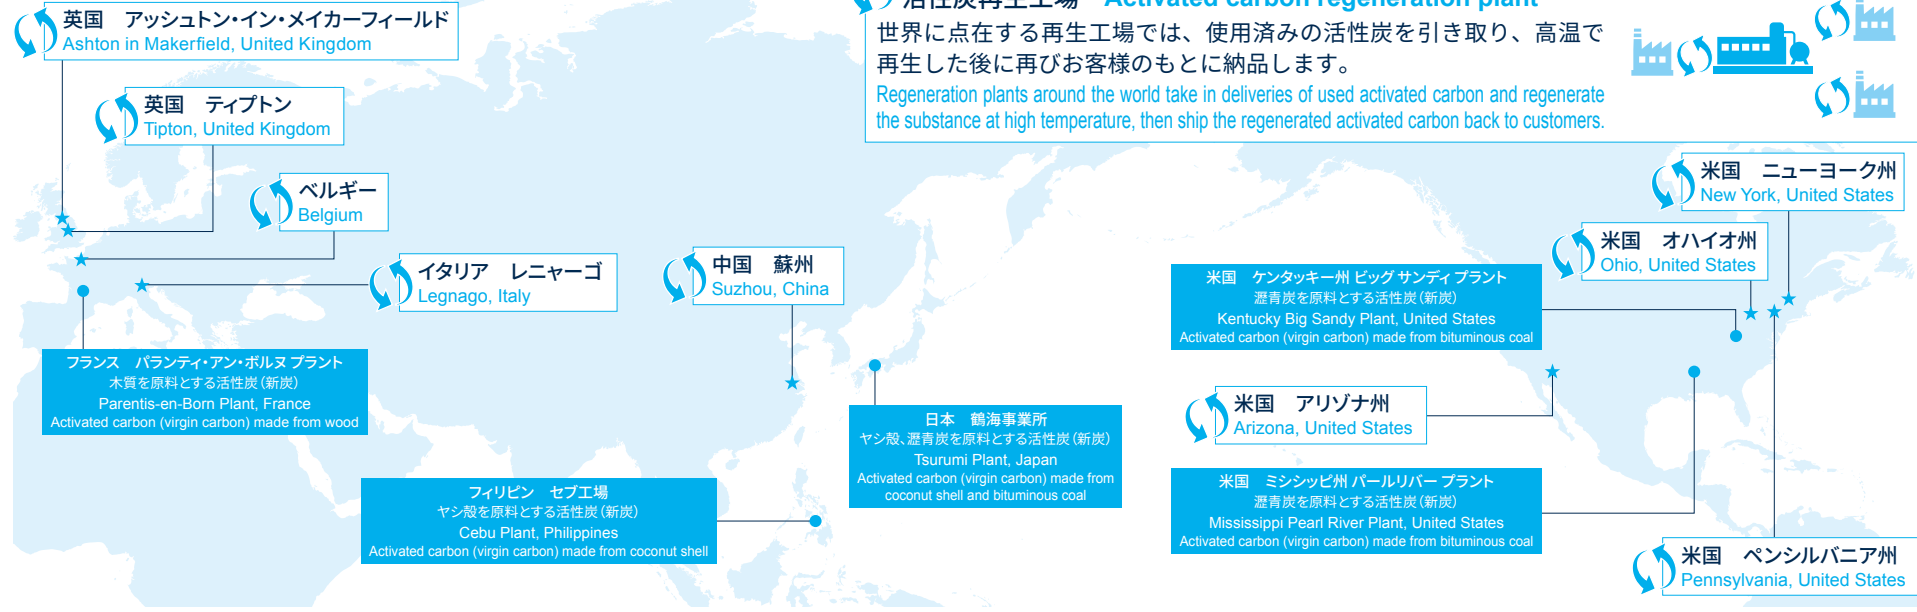 活性炭再生工場 Activated carbon regeneration plant
世界に点在する再生工場では、使用済みの活性炭を引き取り、高温で
再生した後に再びお客様のもとに納品します。
Regeneration plants around the world take in deliveries of used activated carbon and regenerate
the substance at high temperature, then ship the regenerated activated carbon back to customers.
英国 アッシュトン・イン・メイカーフィールド
Ashton in Makerfield, United Kingdom
英国 ティプトン
Tipton, United Kingdom
ベルギー
Belgium
イタリア レニャーゴ
Legnago, Italy
中国 蘇州
Suzhou, China
フランス パランティ・アン・ボルヌ プラント
木質を原料とする活性炭（新炭）
Parentis-en-Born Plant, France
Activated carbon (virgin carbon) made from wood
フィリピン セブ工場
ヤシ殻を原料とする活性炭（新炭）
Cebu Plant, Philippines
Activated carbon (virgin carbon) made from coconut shell
日本 鶴海事業所
ヤシ殻、瀝青炭を原料とする活性炭（新炭）
Tsurumi Plant, Japan
Activated carbon (virgin carbon) made from
coconut shell and bituminous coal
米国 ニューヨーク州
New York, United States
米国 オハイオ州
Ohio, United States
米国 ケンタッキー州 ビッグ サンディ プラント
瀝青炭を原料とする活性炭（新炭）
Kentucky Big Sandy Plant, United States
Activated carbon (virgin carbon) made from bituminous coal
米国 アリゾナ州
Arizona, United States
米国 ミシシッピ州 パールリバー プラント
瀝青炭を原料とする活性炭（新炭）
Mississippi Pearl River Plant, United States
Activated carbon (virgin carbon) made from bituminous coal
米国 ペンシルバニア州
Pennsylvania, United States